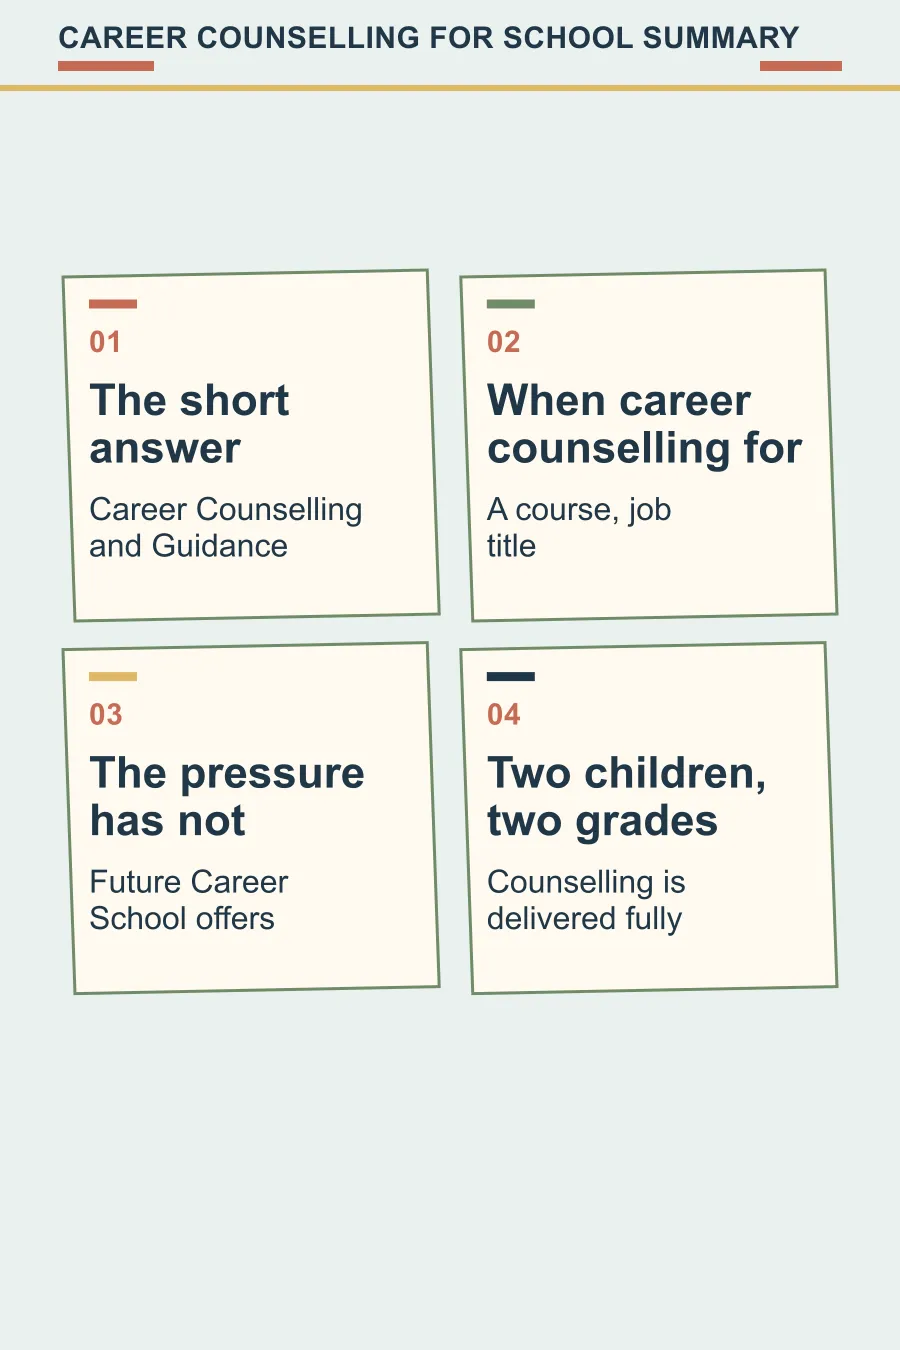 CAREER COUNSELLING FOR SCHOOL SUMMARY
01
The short
answer
Career Counselling
and Guidance
02
When career
counselling for
A course, job
title
03
The pressure
has not
Future Career
School offers
04
Two children,
two grades
Counselling is
delivered fully